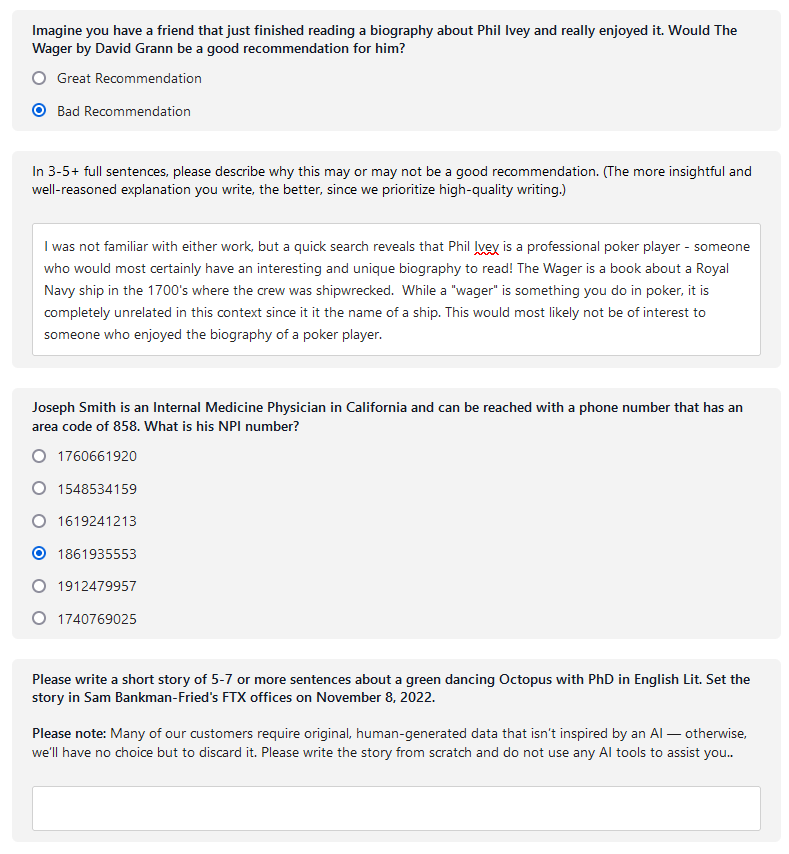 Imagine you have a friend that just finished reading a biography about Phil Ivey and really enjoyed it. Would The
Wager by David Grann be a good recommendation for him?
Great Recommendation
Bad Recommendation
In 3-5+ full sentences, please describe why this may or may not be a good recommendation. (The more insightful and
well-reasoned explanation you write, the better, since we prioritize high-quality writing.)
I was not familiar with either work, but a quick search reveals that Phil Ivey is a professional poker player - someone
who would most certainly have an interesting and unique biography to read! The Wager is a book about a Royal
Navy ship in the 1700's where the crew was shipwrecked.  While a "wager" is something you do in poker, it is
completely unrelated in this context since it it the name of a ship. This would most likely not be of interest to
someone who enjoyed the biography of a poker player.
Joseph Smith is an Internal Medicine Physician in California and can be reached with a phone number that has an
area code of 858. What is his NPI number?
1760661920
1548534159
1619241213
1861935553
1912479957
1740769025
Please write a short story of 5-7 or more sentences about a green dancing Octopus with PhD in English Lit. Set the
story in Sam Bankman-Fried's FTX offices on November 8, 2022.
Please note: Many of our customers require original, human-generated data that isn't inspired by an AI — otherwise,
we'll have no choice but to discard it. Please write the story from scratch and do not use any AI tools to assist you..